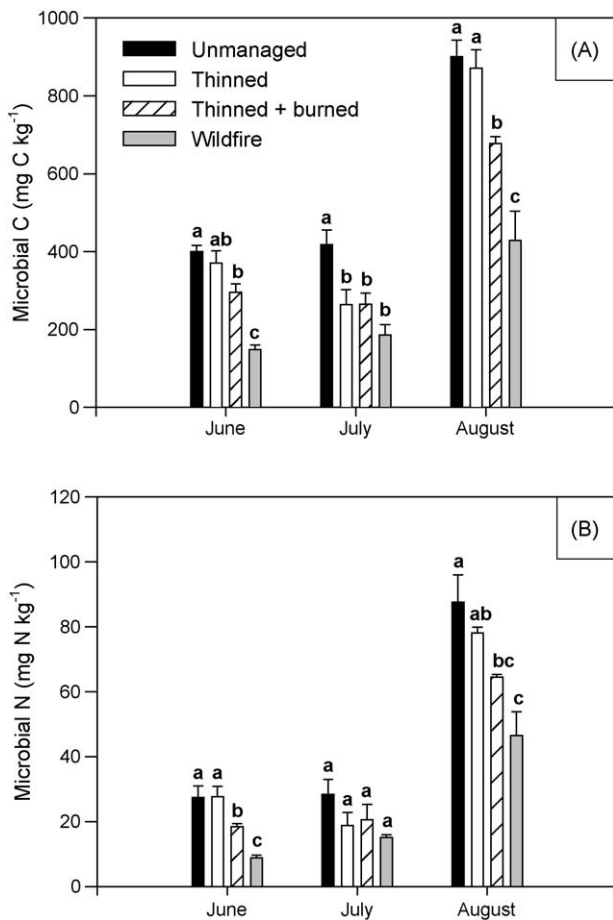 1000
(A)
800
600
400
200
0
Microbial C (mg C kg⁻¹)
Unmanaged
Thinned
Thinned + burned
Wildfire
a ab b c
a b b b
a a b c
June July August
120
(B)
100
80
60
40
20
0
Microbial N (mg N kg⁻¹)
a a b c
a a a a
a ab bc c
June July August